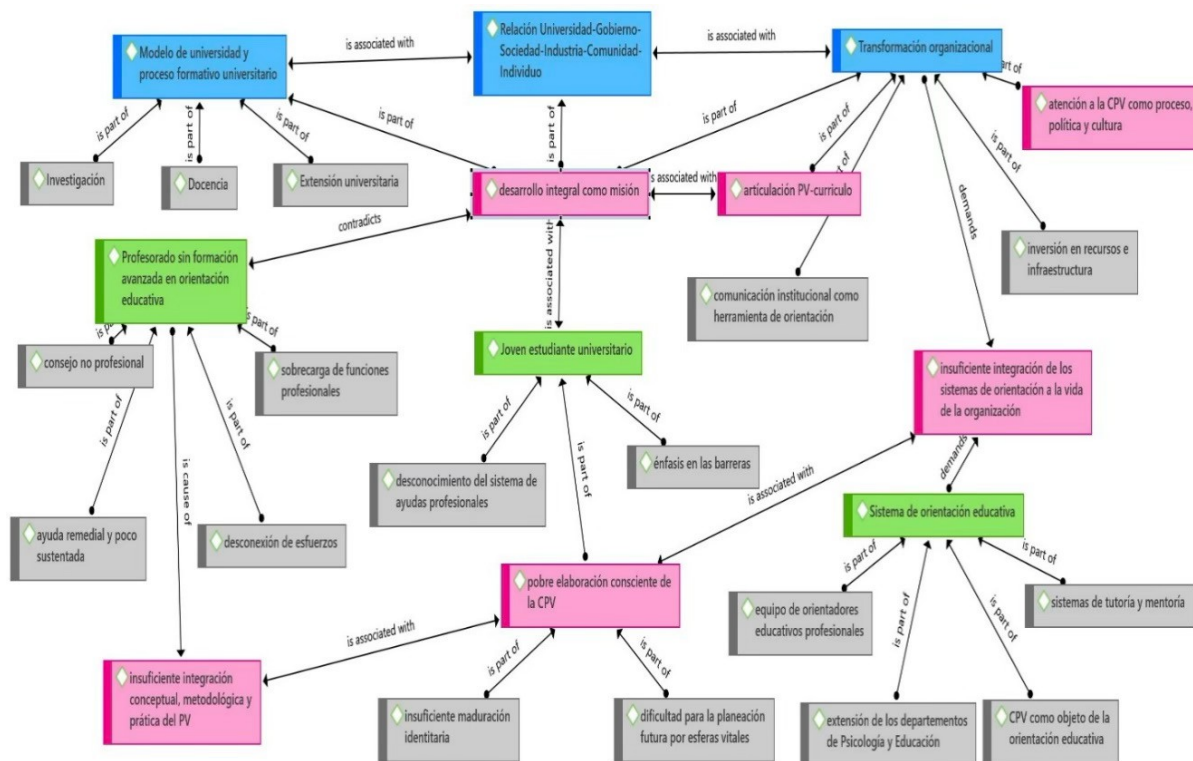 Modelo de universidad y
proceso formativo universitario
is associated with
Relación Universidad-Gobierno-
Sociedad-Industria-Comunidad-
Individuo
is associated with
Transformación organizacional
part of
atención a la CPV como proceso,
política y cultura
is part of
is part of
is part of
is part of
is part of
is part of
is part of
of
Investigación
Docencia
Extensión universitaria
desarrollo integral como misión
is associated with
artículación PV-curriculo
is part of
demands
contradicts
Profesorado sin formación
avanzada en orientación
educativa
is associated with
comunicación institucional como
herramienta de orientación
inversión en recursos e
infraestructura
is pa
is part of
consejo no profesional
sobrecarga de funciones
profesionales
Joven estudiante universitario
insuficiente integración de los
sistemas de orientación a la vida
de la organización
is part of
is part of
is part of
is part of
is part of
is cause of
énfasis en las barreras
desconocimiento del sistema de
ayudas profesionales
is associated with
demands
Sistema de orientación educativa
ayuda remedial y poco
sustentada
desconexión de esfuerzos
pobre elaboración consciente de
la CPV
is part of
is part of
is part of
is part of
equipo de orientadores
educativos profesionales
sistemas de tutoría y mentoría
is associated with
insuficiente integración
conceptual, metodológica y
prática del PV
is part of
is part of
insuficiente maduración
identitaria
dificultad para la planeación
futura por esferas vitales
extensión de los departementos
de Psicología y Educación
CPV como objeto de la
orientación educativa